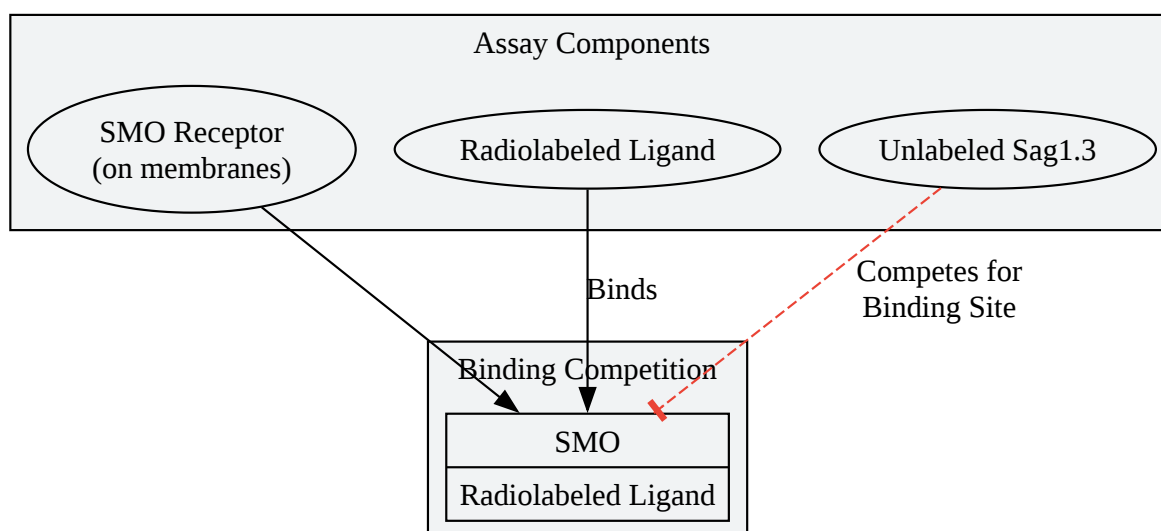 Assay Components
SMO Receptor
(on membranes)
Radiolabeled Ligand
Unlabeled Sag1.3
Binds
Competes for
Binding Site
Binding Competition
SMO
Radiolabeled Ligand